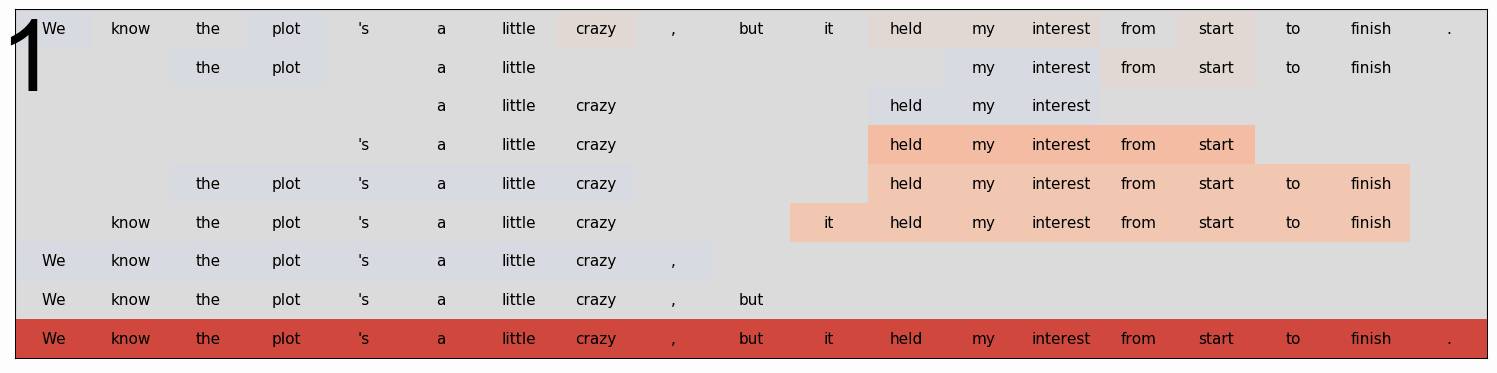 1
We know the plot 's a little crazy , but it held my interest from start to finish .
the plot a little my interest from start to finish
a little crazy held my interest
's a little crazy held my interest from start
the plot 's a little crazy held my interest from start to finish
know the plot 's a little crazy it held my interest from start to finish
We know the plot 's a little crazy ,
We know the plot 's a little crazy , but
We know the plot 's a little crazy , but it held my interest from start to finish .